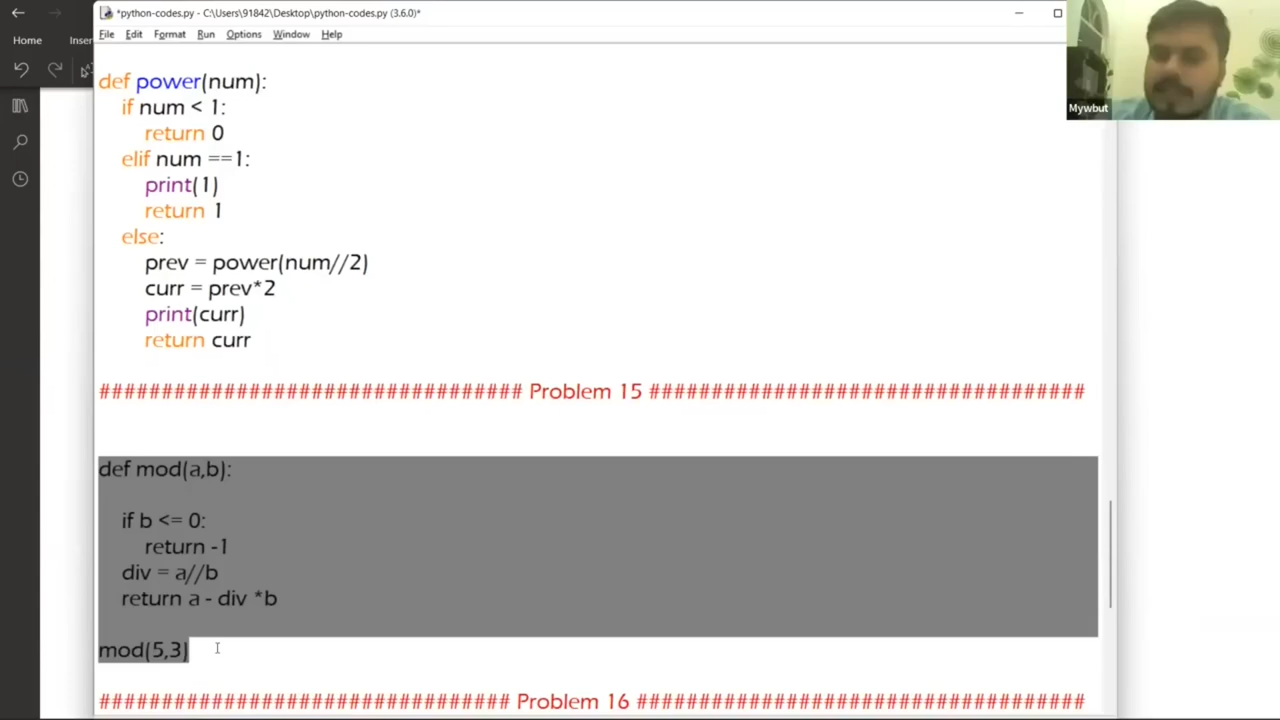 *python-codes.py - C:\Users\91842\Desktop\python-codes.py (3.6.0)*
File Edit Format Run Options Window Help
Home Inser
Mywbut
def power(num):
if num < 1:
return 0
elif num ==1:
print(1)
return 1
else:
prev = power(num//2)
curr = prev*2
print(curr)
return curr
################################## Problem 15 ###################################
def mod(a,b):
if b <= 0:
return -1
div = a//b
return a - div *b
mod(5,3)
################################# Problem 16 ####################################